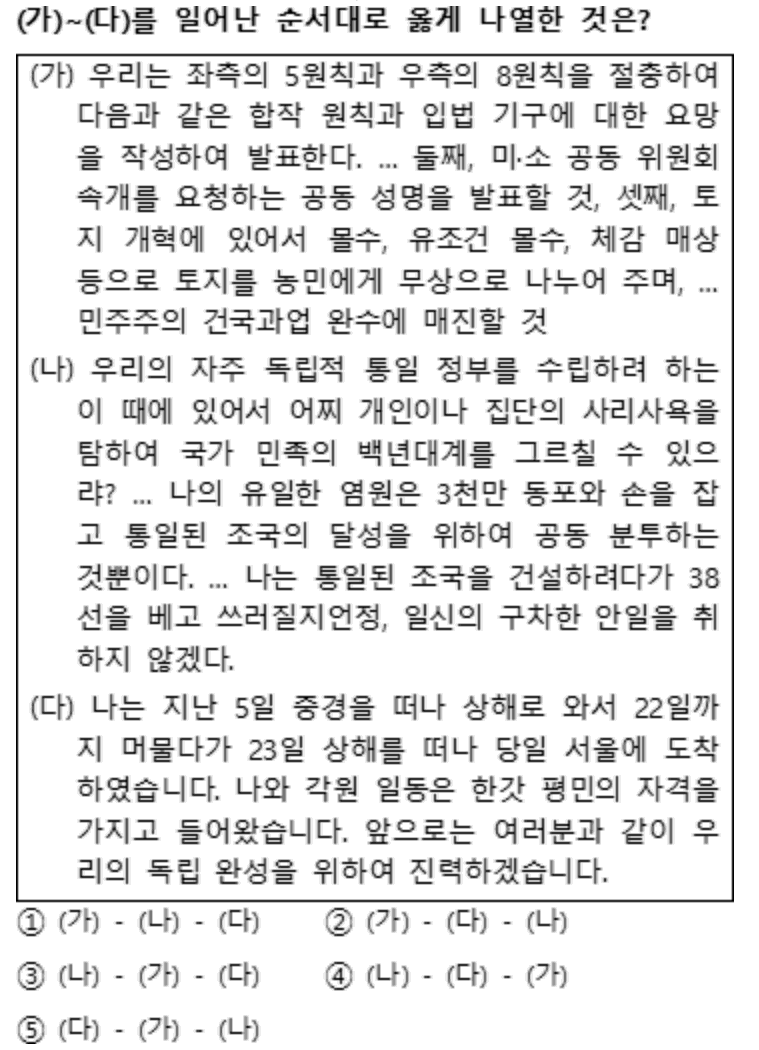 (가)~(다)를 일어난 순서대로 옳게 나열한 것은?
(가) 우리는 좌측의 5원칙과 우측의 8원칙을 절충하여
다음과 같은 합작 원칙과 입법 기구에 대한 요망
을 작성하여 발표한다. ... 둘째, 미·소 공동 위원회
속개를 요청하는 공동 성명을 발표할 것, 셋째, 토
지 개혁에 있어서 몰수, 유조건 몰수, 체감 매상
등으로 토지를 농민에게 무상으로 나누어 주며, ...
민주주의 건국과업 완수에 매진할 것
(나) 우리의 자주 독립적 통일 정부를 수립하려 하는
이 때에 있어서 어찌 개인이나 집단의 사리사욕을
탐하여 국가 민족의 백년대계를 그르칠 수 있으
랴? ... 나의 유일한 염원은 3천만 동포와 손을 잡
고 통일된 조국의 달성을 위하여 공동 분투하는
것뿐이다. ... 나는 통일된 조국을 건설하려다가 38
선을 베고 쓰러질지언정, 일신의 구차한 안일을 취
하지 않겠다.
(다) 나는 지난 5일 중경을 떠나 상해로 와서 22일까
지 머물다가 23일 상해를 떠나 당일 서울에 도착
하였습니다. 나와 각원 일동은 한갓 평민의 자격을
가지고 들어왔습니다. 앞으로는 여러분과 같이 우
리의 독립 완성을 위하여 진력하겠습니다.
① (가) - (나) - (다) ② (가) - (다) - (나)
③ (나) - (가) - (다) ④ (나) - (다) - (가)
⑤ (다) - (가) - (나)